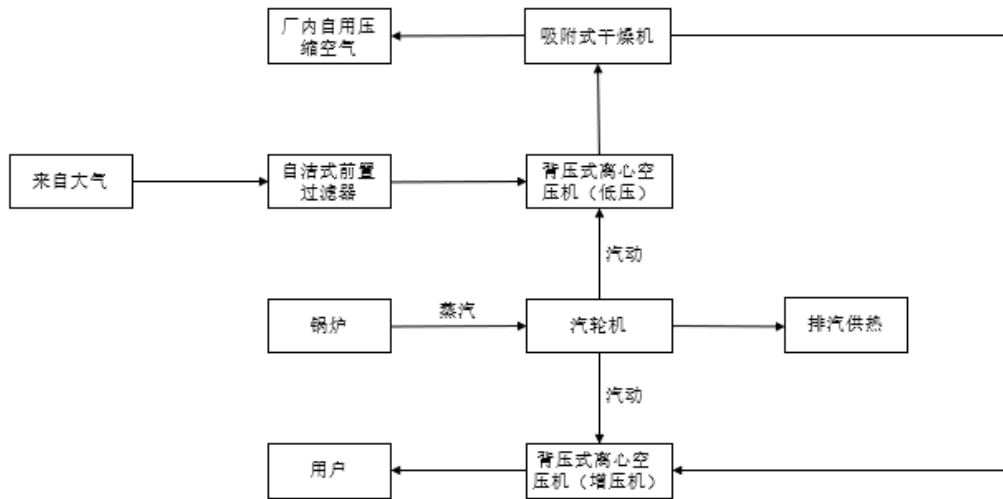 厂内自用压
缩空气
吸附式干燥机
来自大气
自洁式前置
过滤器
背压式离心空
压机（低压）
汽动
锅炉
蒸汽
汽轮机
排汽供热
汽动
用户
背压式离心空
压机（增压机）